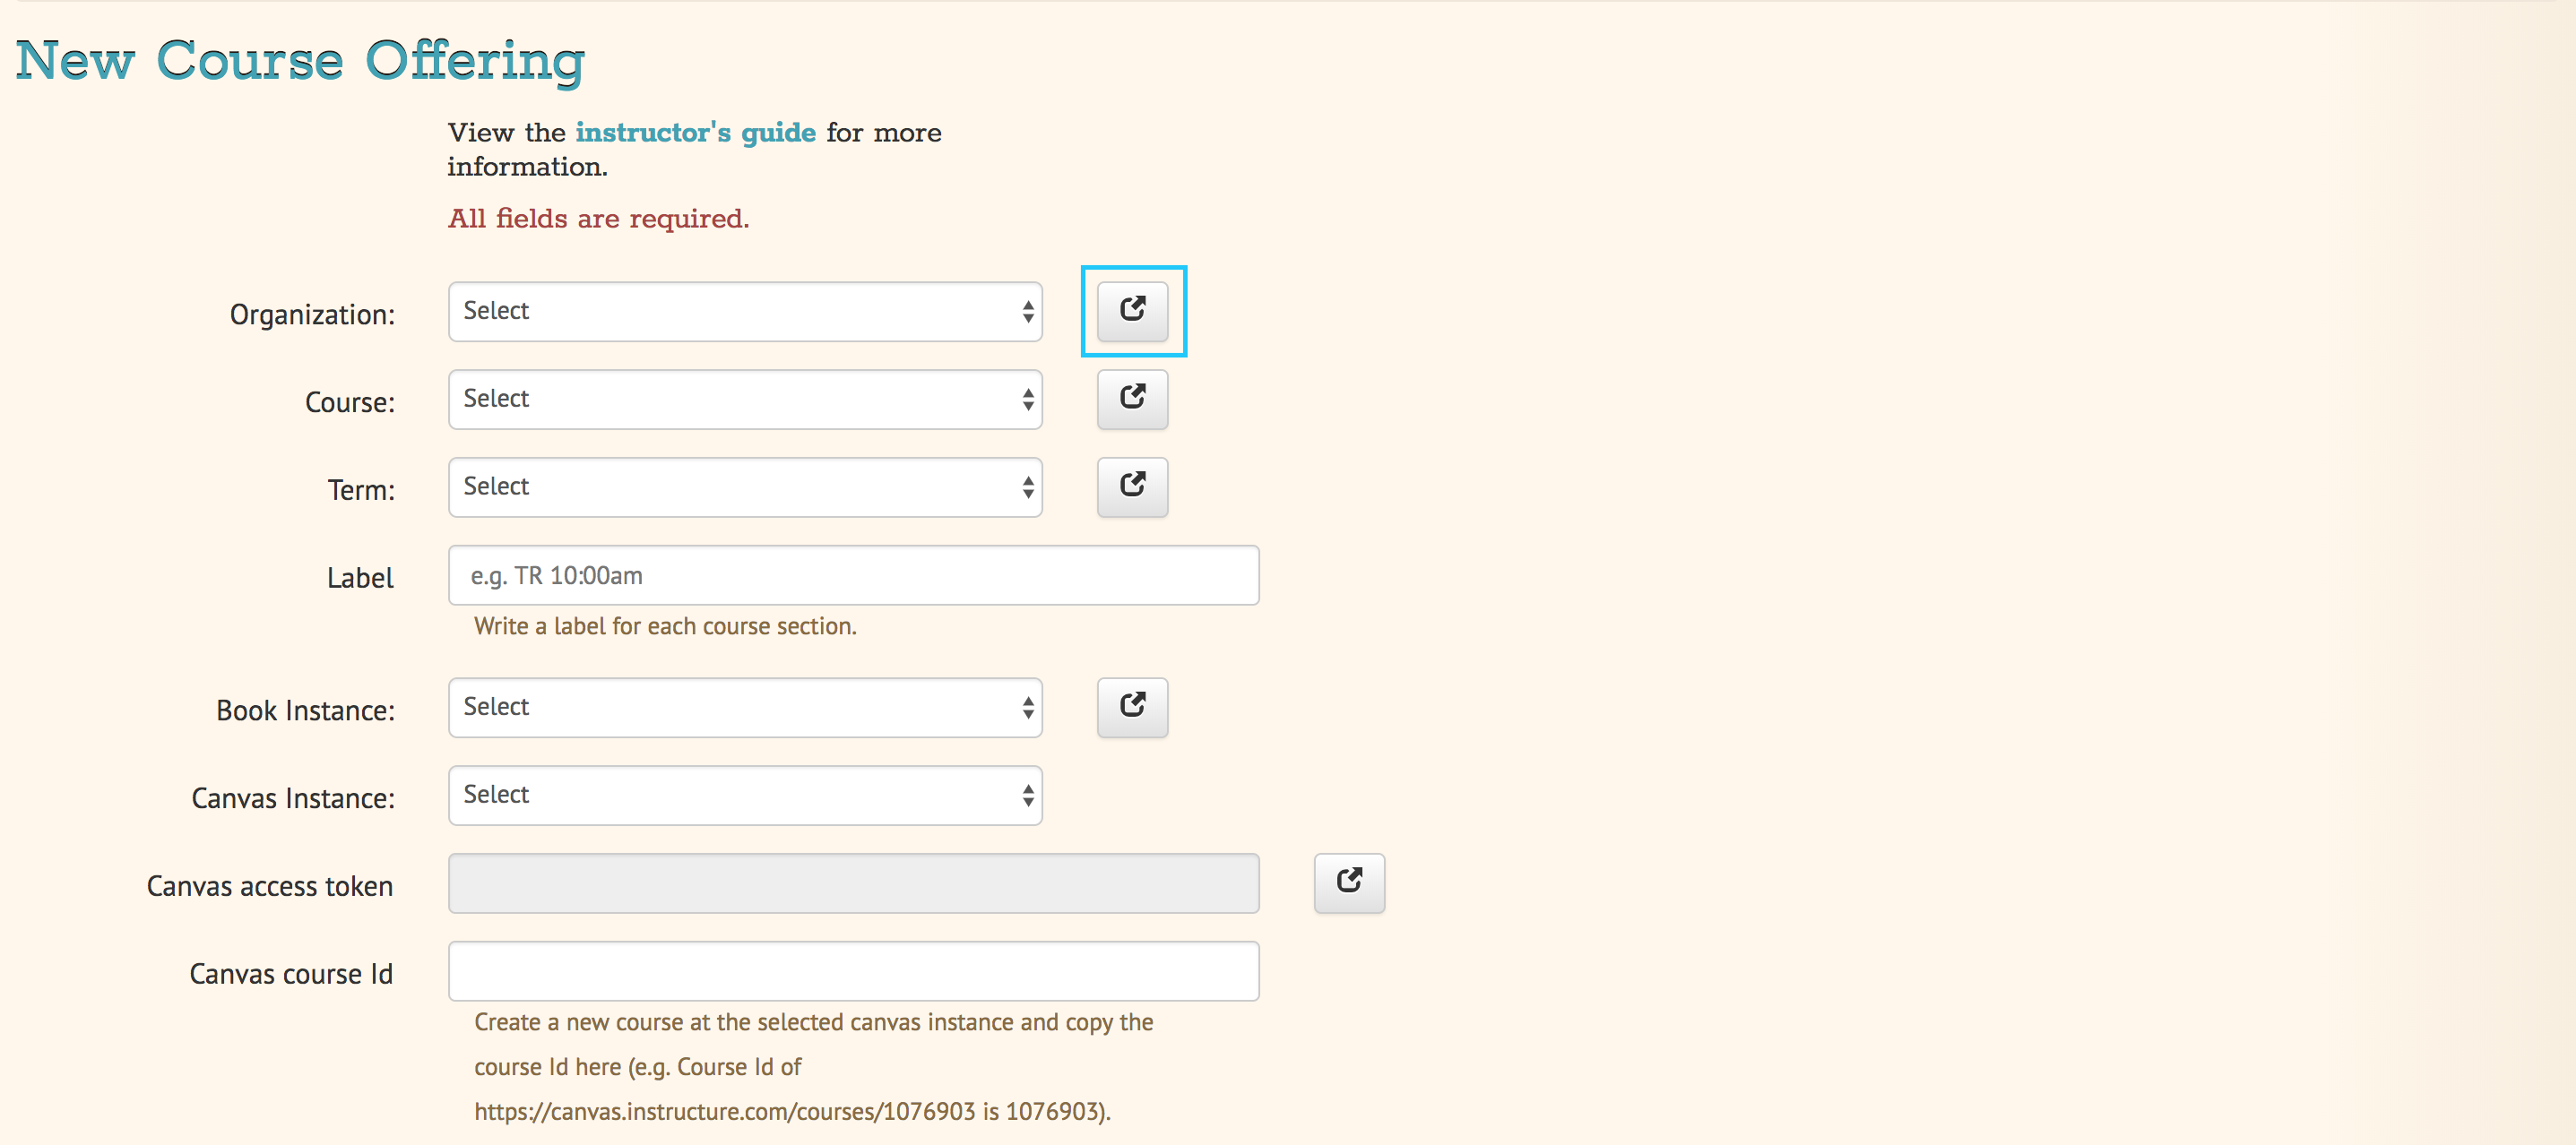 New Course Offering
View the instructor's guide for more
information.
All fields are required.
Organization: Select
Course: Select
Term: Select
Label e.g. TR 10:00am
Write a label for each course section.
Book Instance: Select
Canvas Instance: Select
Canvas access token
Canvas course Id
Create a new course at the selected canvas instance and copy the
course Id here (e.g. Course Id of
https://canvas.instructure.com/courses/1076903 is 1076903).